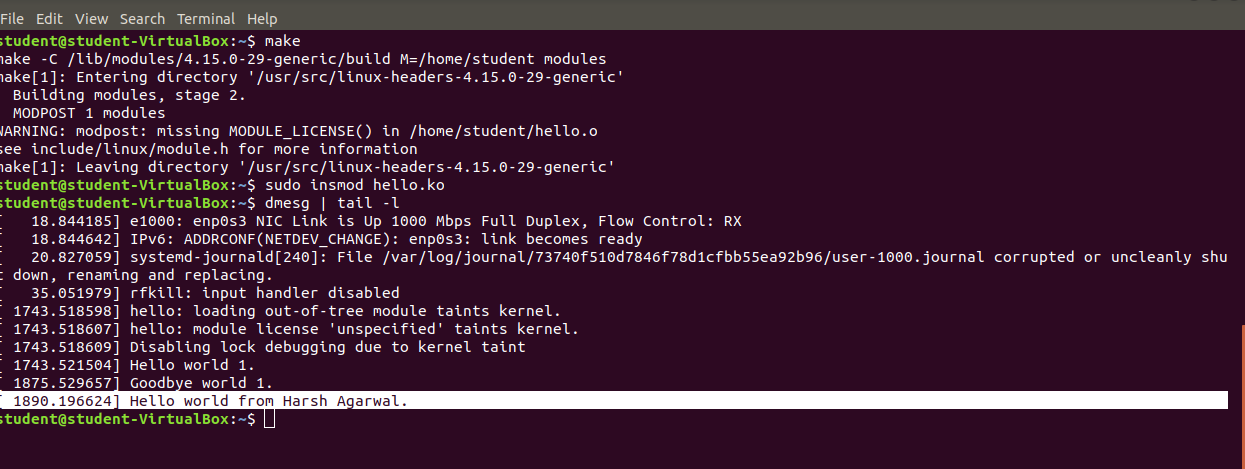 File Edit View Search Terminal Help
student@student-VirtualBox:~$ make
make -C /lib/modules/4.15.0-29-generic/build M=/home/student modules
make[1]: Entering directory '/usr/src/linux-headers-4.15.0-29-generic'
Building modules, stage 2.
MODPOST 1 modules
WARNING: modpost: missing MODULE_LICENSE() in /home/student/hello.o
see include/linux/module.h for more information
make[1]: Leaving directory '/usr/src/linux-headers-4.15.0-29-generic'
student@student-VirtualBox:~$ sudo insmod hello.ko
student@student-VirtualBox:~$ dmesg | tail -l
[   18.844185] e1000: enp0s3 NIC Link is Up 1000 Mbps Full Duplex, Flow Control: RX
[   18.844642] IPv6: ADDRCONF(NETDEV_CHANGE): enp0s3: link becomes ready
[   20.827059] systemd-journald[240]: File /var/log/journal/73740f510d7846f78d1cfbb55ea92b96/user-1000.journal corrupted or uncleanly shu
t down, renaming and replacing.
[   35.051979] rfkill: input handler disabled
[ 1743.518598] hello: loading out-of-tree module taints kernel.
[ 1743.518607] hello: module license 'unspecified' taints kernel.
[ 1743.518609] Disabling lock debugging due to kernel taint
[ 1743.521504] Hello world 1.
[ 1875.529657] Goodbye world 1.
[ 1890.196624] Hello world from Harsh Agarwal.
student@student-VirtualBox:~$